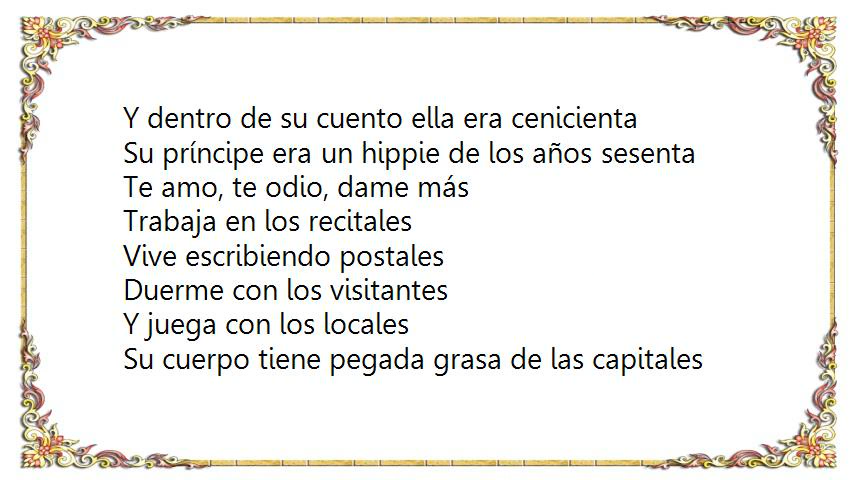 Y dentro de su cuento ella era cenicienta
Su príncipe era un hippie de los años sesenta
Te amo, te odio, dame más
Trabaja en los recitales
Vive escribiendo postales
Duerme con los visitantes
Y juega con los locales
Su cuerpo tiene pegada grasa de las capitales